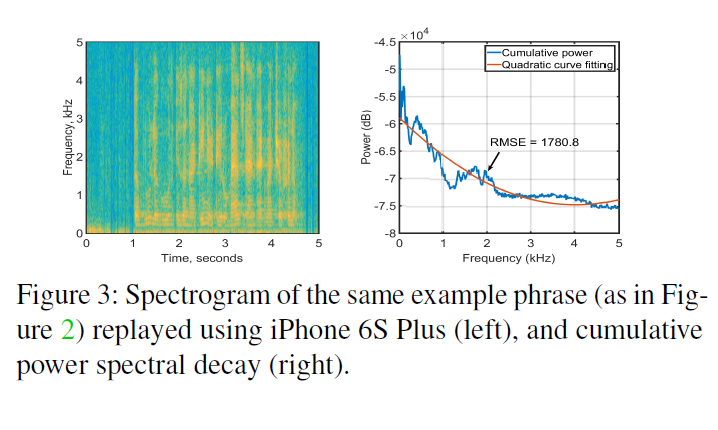 5
4
3
2
1
0
Frequency, kHz
0 1 2 3 4 5
Time, seconds
×10^4
-4.5
-5
-5.5
-6
-6.5
-7
-7.5
-8
Power (dB)
Cumulative power
Quadratic curve fitting
RMSE = 1780.8
0 1 2 3 4 5
Frequency (kHz)
Figure 3: Spectrogram of the same example phrase (as in Fig-
ure 2) replayed using iPhone 6S Plus (left), and cumulative
power spectral decay (right).